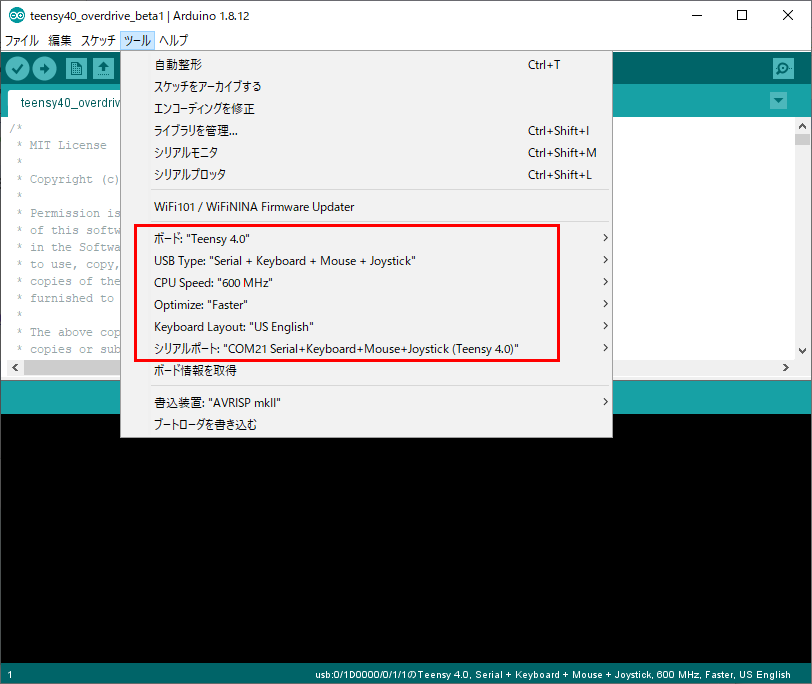 teensy40_overdrive_beta1 | Arduino 1.8.12
ファイル 編集 スケッチ ツール ヘルプ
teensy40_overdriv
/*
* MIT License
*
* Copyright (c)
*
* Permission is
* of this softw
* in the Softwa
* to use, copy,
* copies of the
* furnished to
*
* The above cop
* copies or sub
自動整形 Ctrl+T
スケッチをアーカイブする
エンコーディングを修正
ライブラリを管理... Ctrl+Shift+I
シリアルモニタ Ctrl+Shift+M
シリアルプロッタ Ctrl+Shift+L
WiFi101 / WiFiNINA Firmware Updater
ボード: "Teensy 4.0"
USB Type: "Serial + Keyboard + Mouse + Joystick"
CPU Speed: "600 MHz"
Optimize: "Faster"
Keyboard Layout: "US English"
シリアルポート: "COM21 Serial+Keyboard+Mouse+Joystick (Teensy 4.0)"
ボード情報を取得
書込装置: "AVRISP mkII"
ブートローダを書き込む
1 usb:0/1D0000/0/1/1のTeensy 4.0, Serial + Keyboard + Mouse + Joystick, 600 MHz, Faster, US English